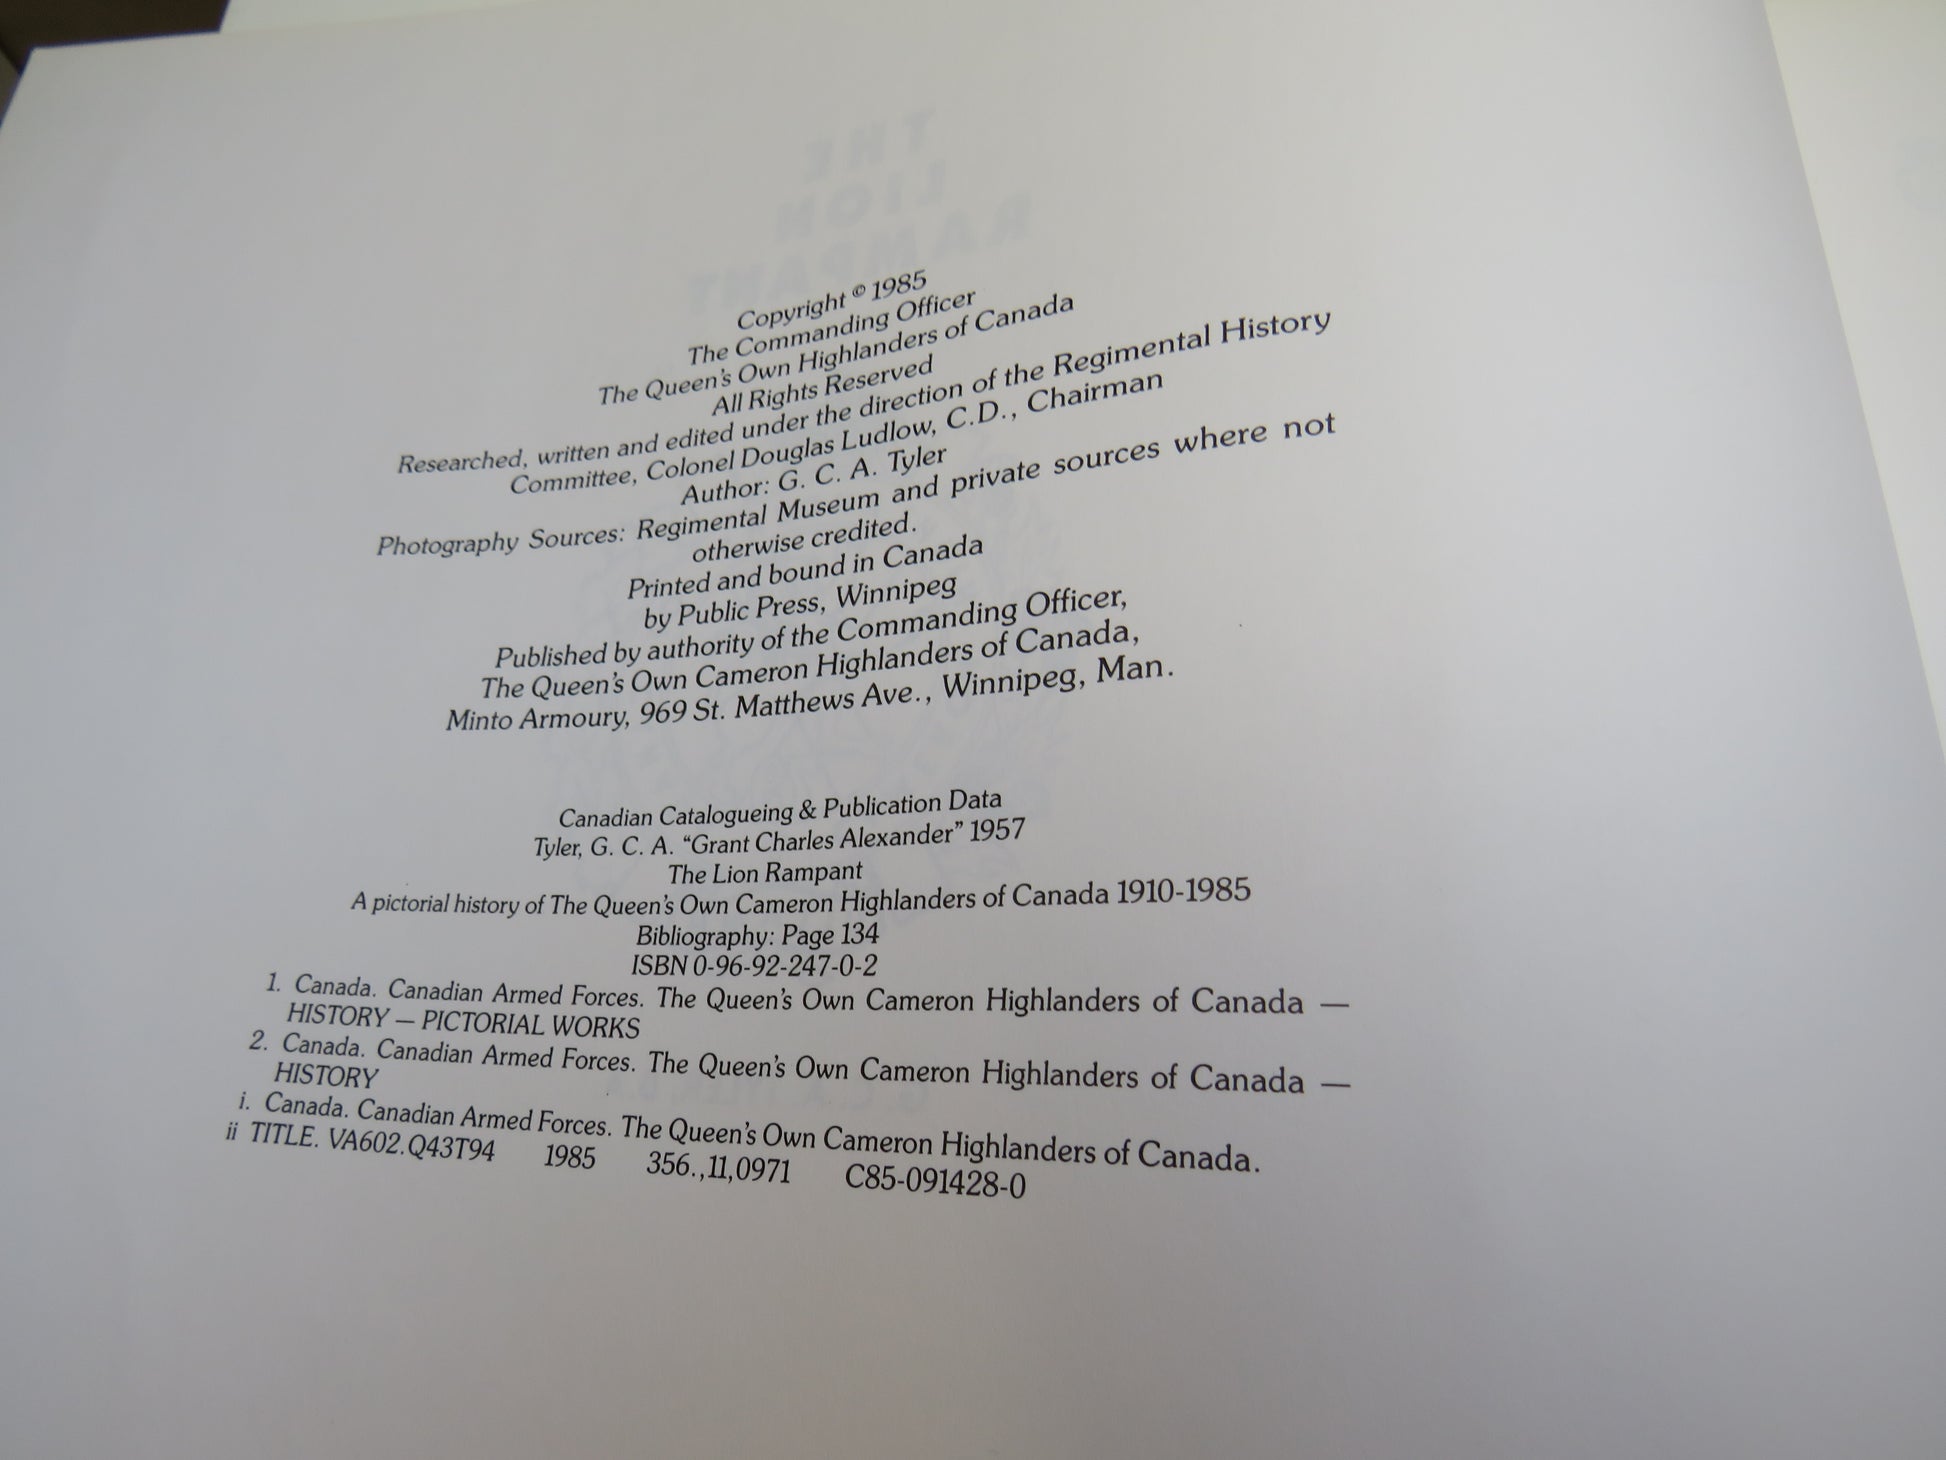 THE
LION
RAMPANT
Copyright © 1985
The Commanding Officer
The Queen's Own Highlanders of Canada
All Rights Reserved
Researched, written and edited under the direction of the Regimental History
Committee, Colonel Douglas Ludlow, C.D., Chairman
Author: G. C. A. Tyler
Photography Sources: Regimental Museum and private sources where not
otherwise credited.
Printed and bound in Canada
by Public Press, Winnipeg
Published by authority of the Commanding Officer,
The Queen's Own Cameron Highlanders of Canada,
Minto Armoury, 969 St. Matthews Ave., Winnipeg, Man.
Canadian Catalogueing & Publication Data
Tyler, G. C. A. “Grant Charles Alexander” 1957
The Lion Rampant
A pictorial history of The Queen's Own Cameron Highlanders of Canada 1910-1985
Bibliography: Page 134
ISBN 0-96-92-247-0-2
1. Canada. Canadian Armed Forces. The Queen's Own Cameron Highlanders of Canada —
HISTORY — PICTORIAL WORKS
2. Canada. Canadian Armed Forces. The Queen's Own Cameron Highlanders of Canada —
HISTORY
i. Canada. Canadian Armed Forces. The Queen's Own Cameron Highlanders of Canada.
ii TITLE. VA602.Q43T94 1985 356.,11,0971 C85-091428-0